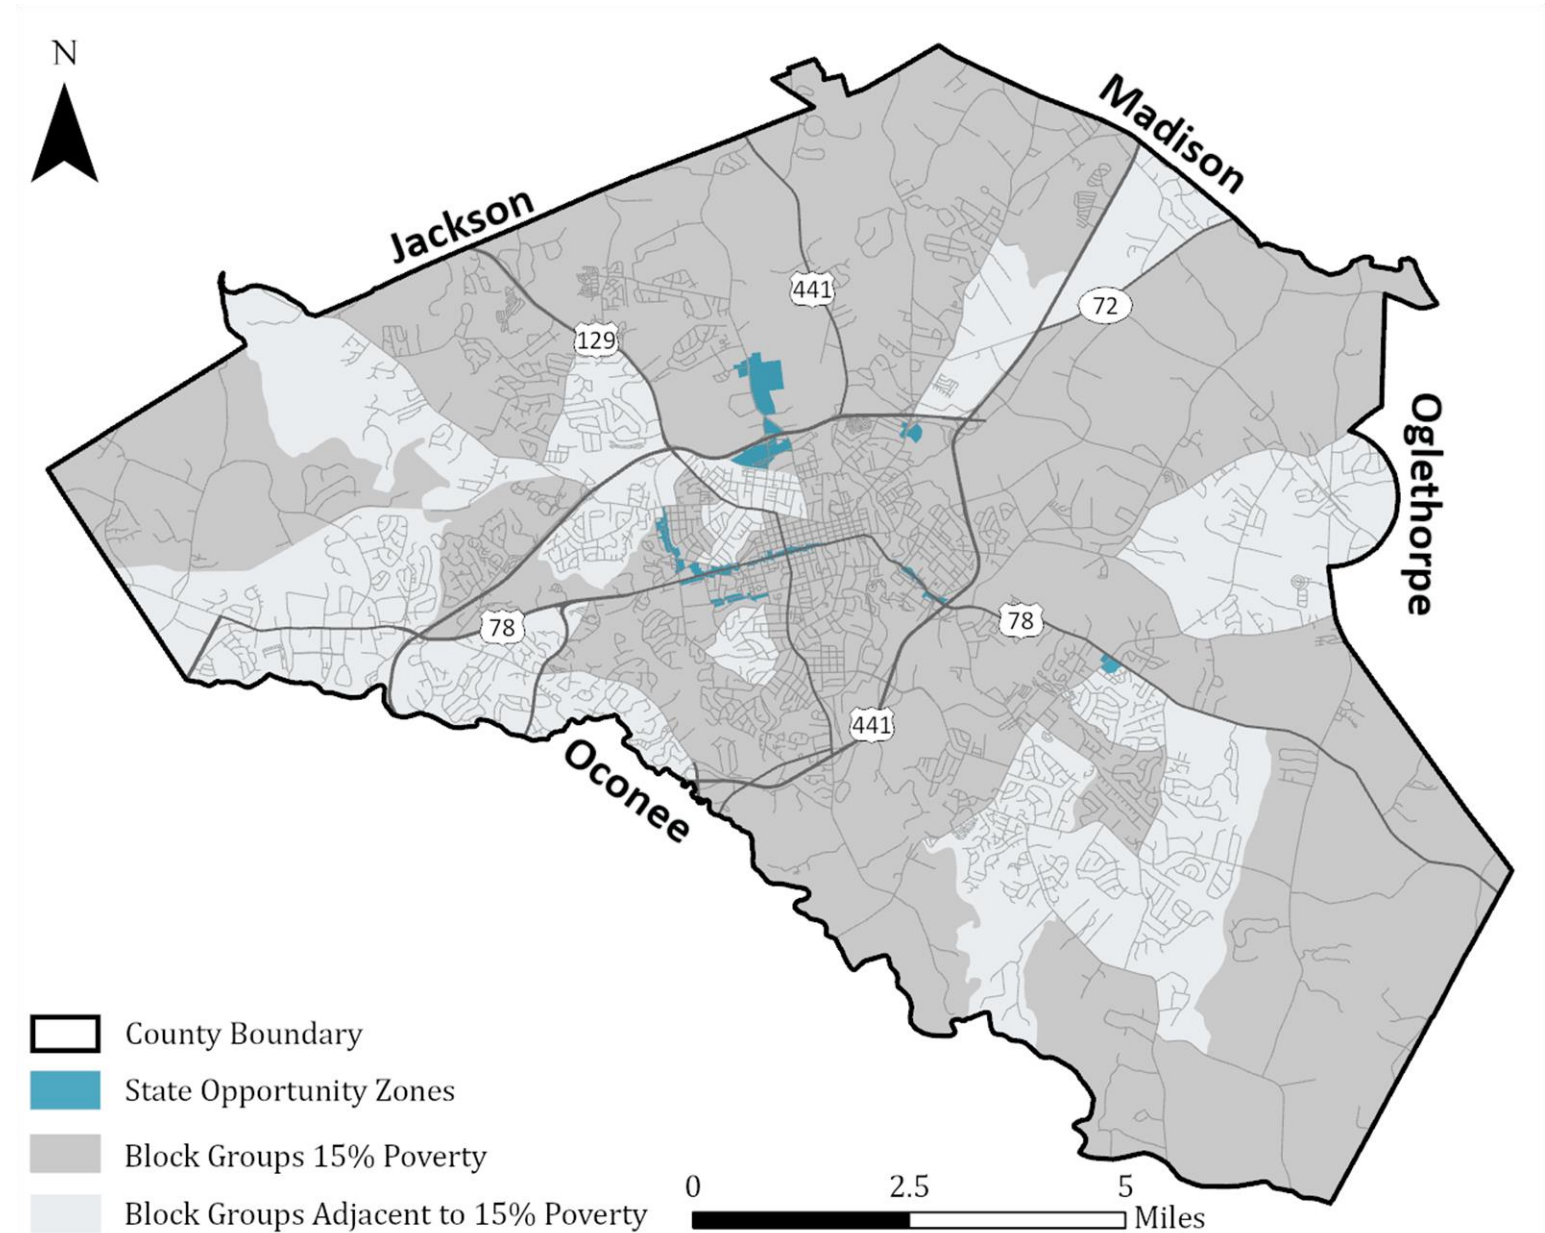 N
Madison
Jackson
441
72
129
Oglethorpe
78
78
441
Oconee
County Boundary
State Opportunity Zones
Block Groups 15% Poverty
Block Groups Adjacent to 15% Poverty
0 2.5 5
Miles